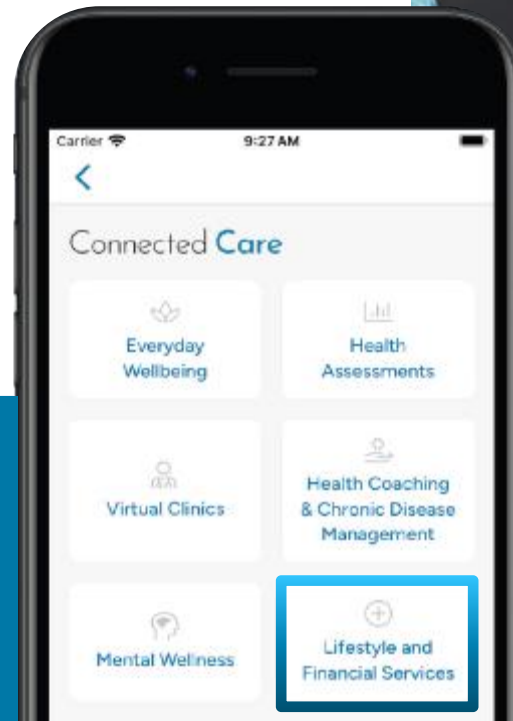 Carrier
9:27 AM
Connected Care
Everyday
Wellbeing
Health
Assessments
Virtual Clinics
Health Coaching
& Chronic Disease
Management
Mental Wellness
Lifestyle and
Financial Services